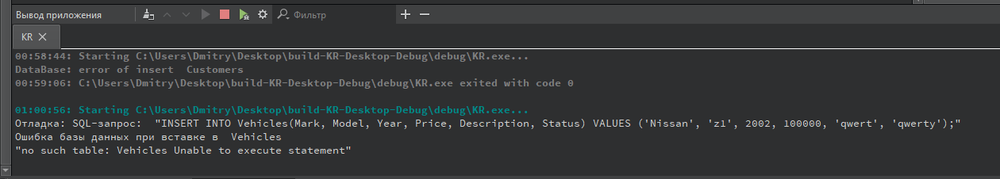 Вывод приложения
Фильтр
KR
00:58:44: Starting C:\Users\Dmitry\Desktop\build-KR-Desktop-Debug\debug\KR.exe...
DataBase: error of insert  Customers
00:59:06: C:\Users\Dmitry\Desktop\build-KR-Desktop-Debug\debug\KR.exe exited with code 0
01:00:56: Starting C:\Users\Dmitry\Desktop\build-KR-Desktop-Debug\debug\KR.exe...
Отладка: SQL-запрос:  "INSERT INTO Vehicles(Mark, Model, Year, Price, Description, Status) VALUES ('Nissan', 'z1', 2002, 100000, 'qwert', 'qwerty');"
Ошибка базы данных при вставке в  Vehicles
"no such table: Vehicles Unable to execute statement"